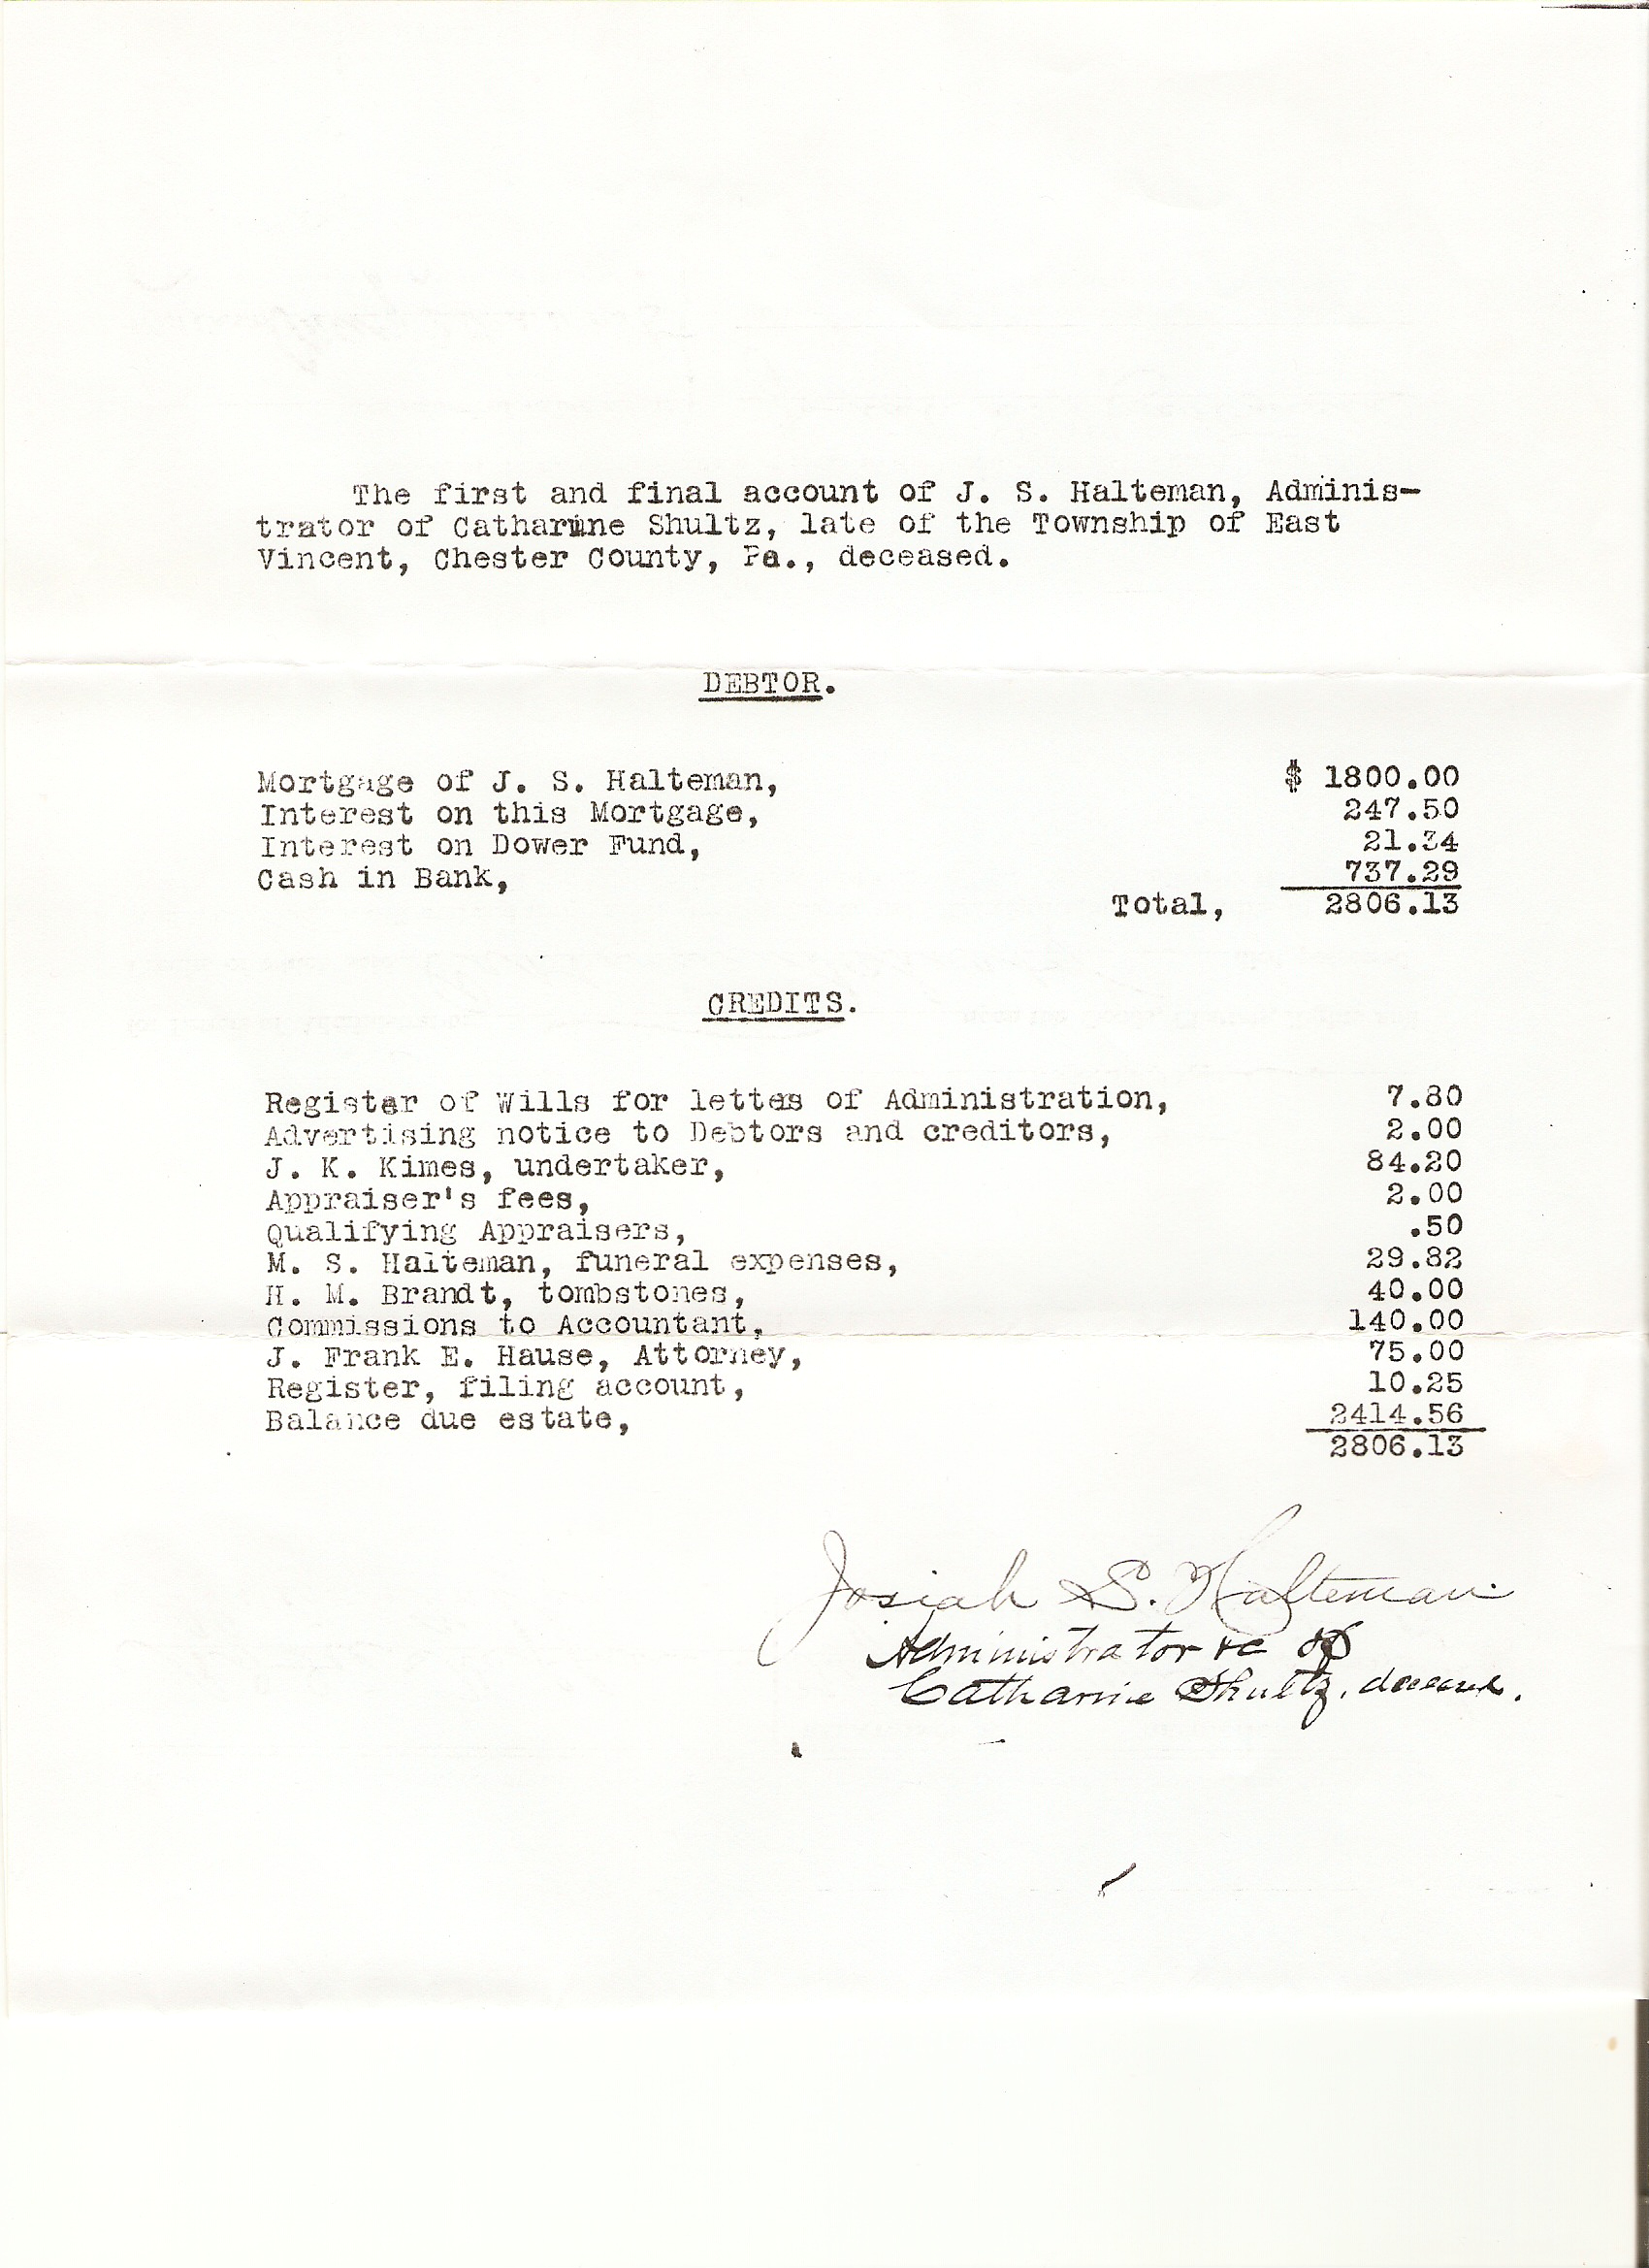 The first and final account of J. S. Halteman, Adminis-
trator of Catharine Shultz, late of the Township of East
Vincent, Chester County, Pa., deceased.
DEBTOR.
Mortgage of J. S. Halteman, $ 1800.00
Interest on this Mortgage, 247.50
Interest on Dower Fund, 21.34
Cash in Bank, 737.29
Total, 2806.13
CREDITS.
Register of Wills for lettes of Administration, 7.80
Advertising notice to Debtors and creditors, 2.00
J. K. Kimes, undertaker, 84.20
Appraiser's fees, 2.00
Qualifying Appraisers, .50
M. S. Halteman, funeral expenses, 29.82
H. M. Brandt, tombstones, 40.00
Commissions to Accountant, 140.00
J. Frank E. Hause, Attorney, 75.00
Register, filing account, 10.25
Balance due estate, 2414.56
2806.13
Josiah S. Halteman
Administrator &c of
Catharine Shultz, deceased.